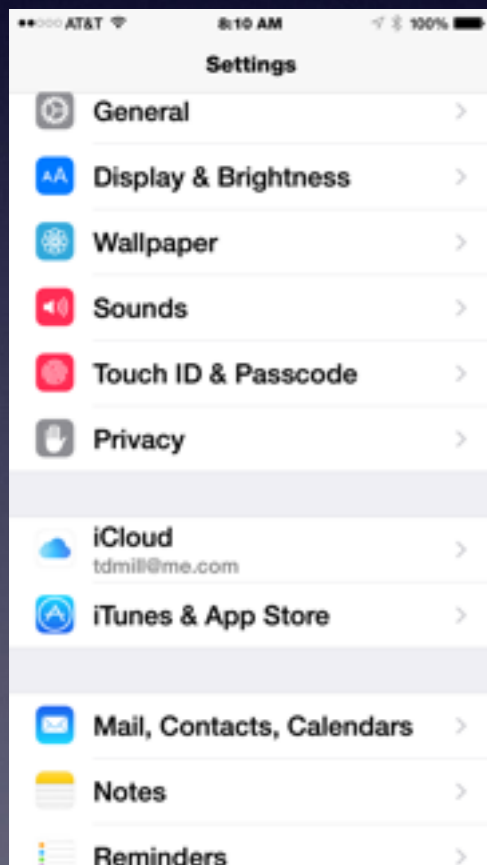 AT&T 8:10 AM 100%
Settings
General
Display & Brightness
Wallpaper
Sounds
Touch ID & Passcode
Privacy
iCloud
tdmill@me.com
iTunes & App Store
Mail, Contacts, Calendars
Notes
Reminders